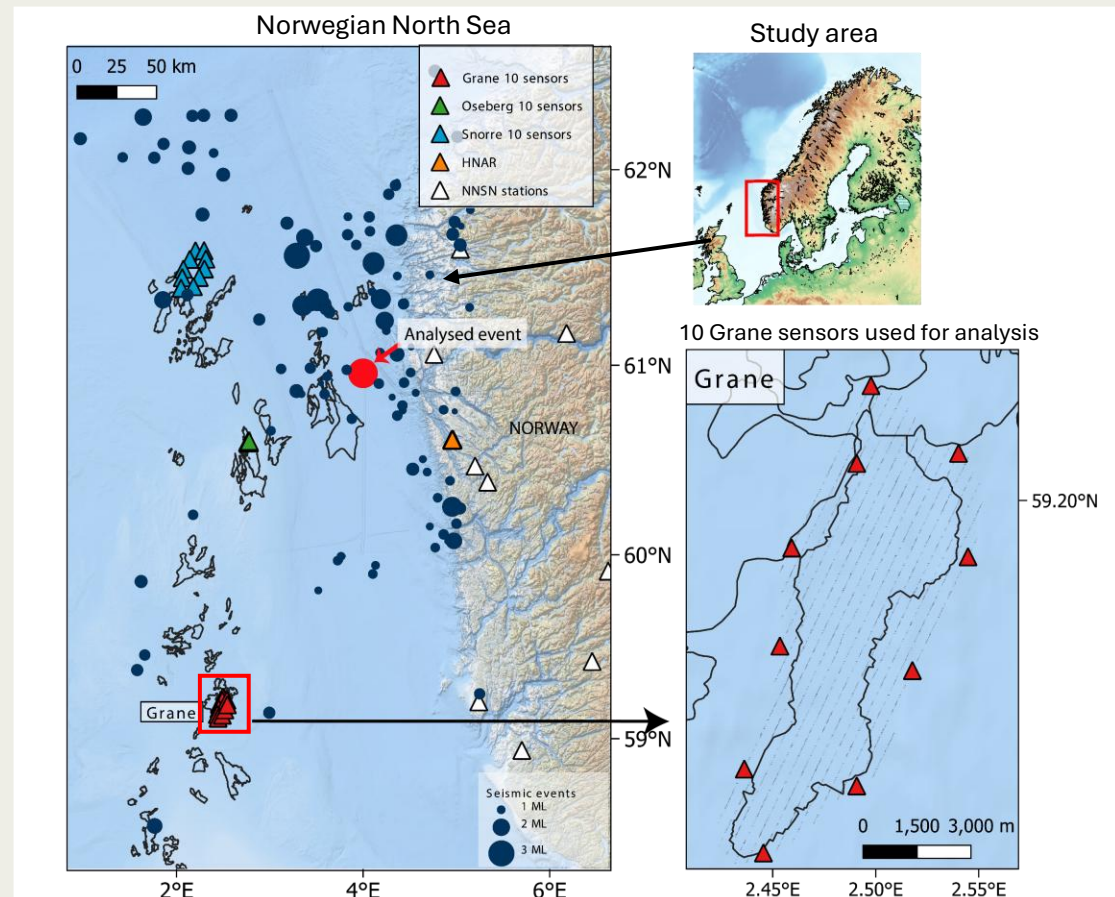 Norwegian North Sea
0 25 50 km
Grane 10 sensors
Oseberg 10 sensors
Snorre 10 sensors
HNAR
NNSN stations
62°N
Analysed event
61°N
NORWAY
60°N
Grane
59°N
Seismic events
1 ML
2 ML
3 ML
2°E 4°E 6°E
Study area
10 Grane sensors used for analysis
Grane
59.20°N
0 1,500 3,000 m
2.45°E 2.50°E 2.55°E